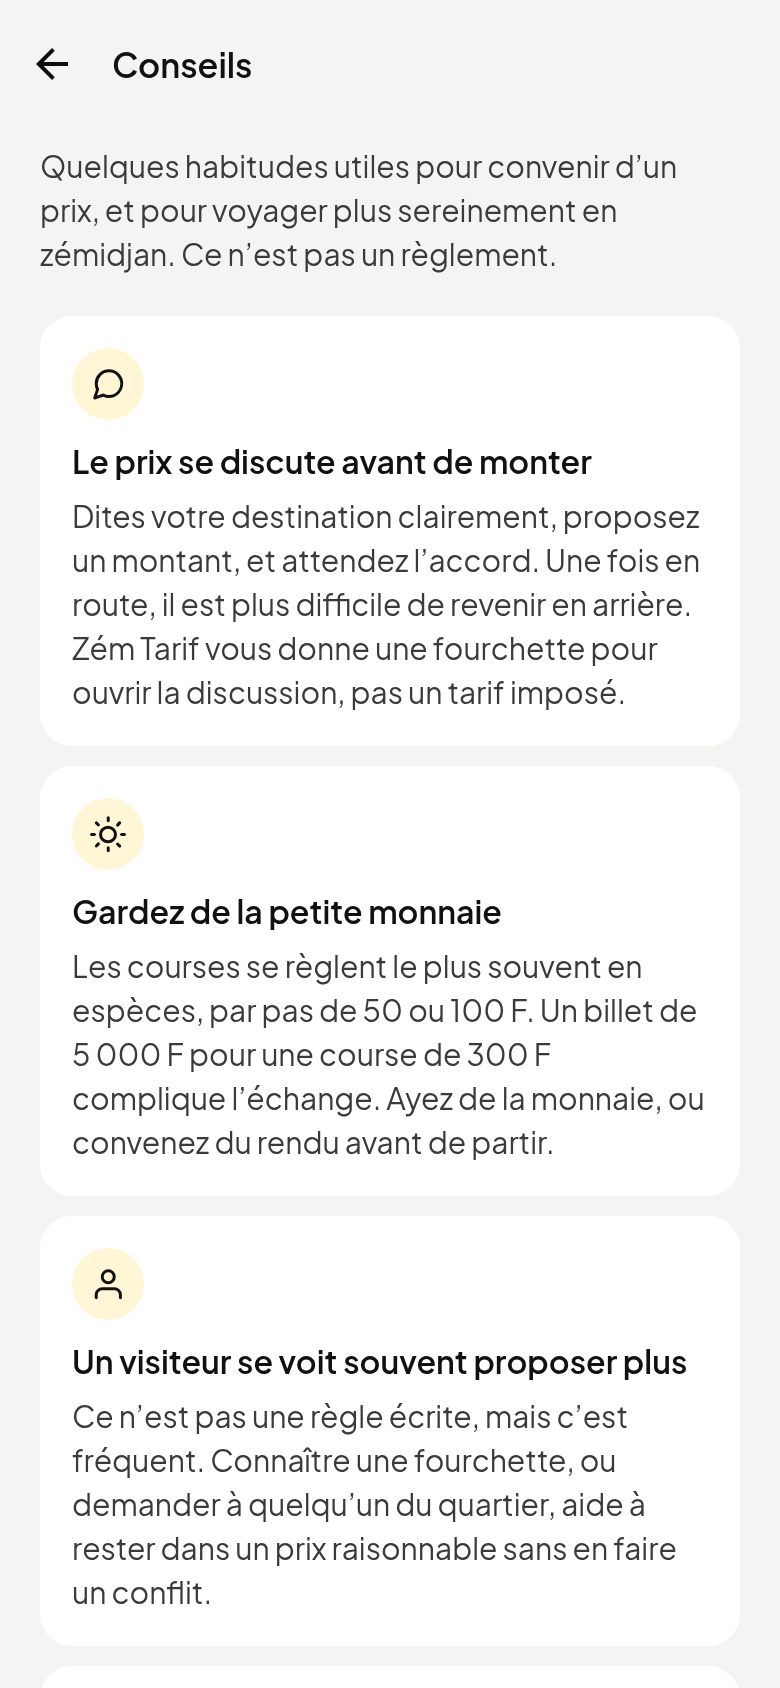 Conseils
Quelques habitudes utiles pour convenir d’un
prix, et pour voyager plus sereinement en
zémidjan. Ce n’est pas un règlement.
Le prix se discute avant de monter
Dites votre destination clairement, proposez
un montant, et attendez l’accord. Une fois en
route, il est plus difficile de revenir en arrière.
Zém Tarif vous donne une fourchette pour
ouvrir la discussion, pas un tarif imposé.
Gardez de la petite monnaie
Les courses se règlent le plus souvent en
espèces, par pas de 50 ou 100 F. Un billet de
5 000 F pour une course de 300 F
complique l’échange. Ayez de la monnaie, ou
convenez du rendu avant de partir.
Un visiteur se voit souvent proposer plus
Ce n’est pas une règle écrite, mais c’est
fréquent. Connaître une fourchette, ou
demander à quelqu’un du quartier, aide à
rester dans un prix raisonnable sans en faire
un conflit.